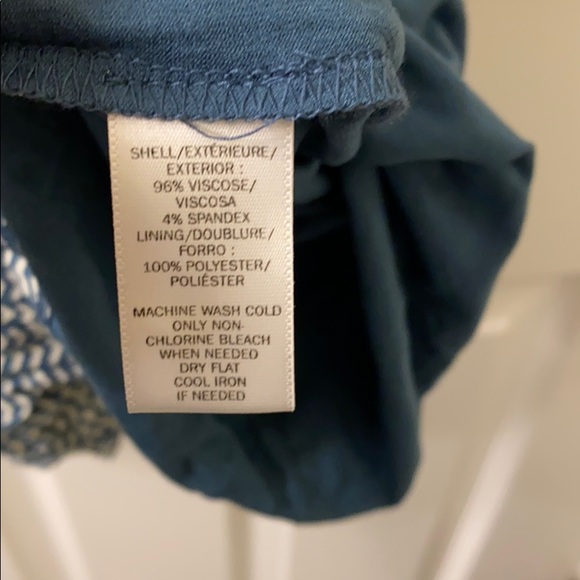 SHELL/EXTÉRIEURE/
EXTERIOR :
96% VISCOSE/
VISCOSA
4% SPANDEX
LINING/DOUBLURE/
FORRO :
100% POLYESTER/
POLIÉSTER
MACHINE WASH COLD
ONLY NON-
CHLORINE BLEACH
WHEN NEEDED
DRY FLAT
COOL IRON
IF NEEDED